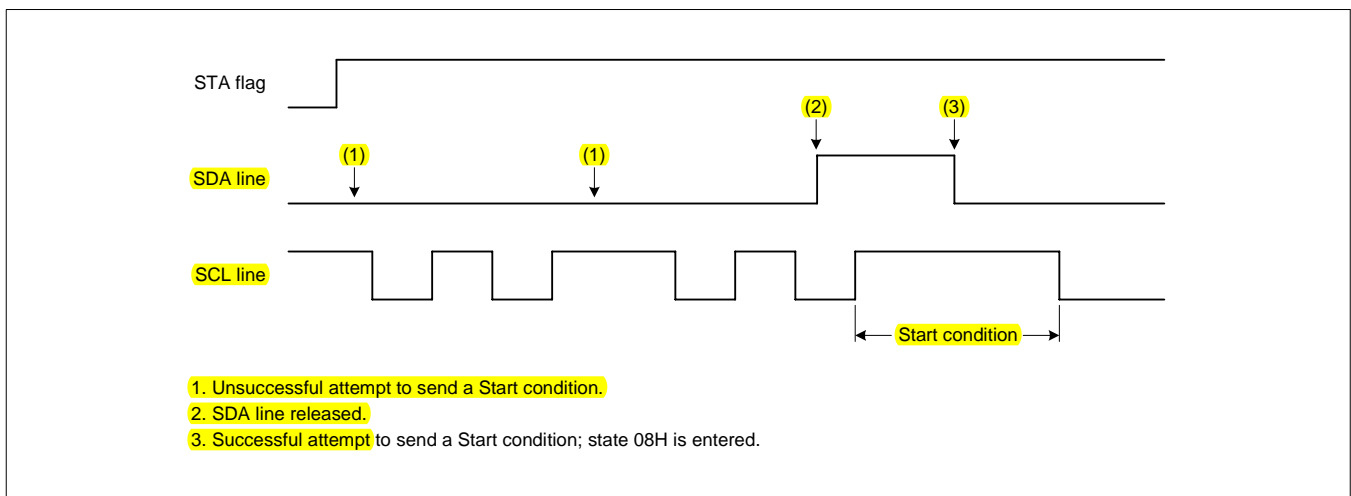 STA flag
(2) (3)
(1) (1)
SDA line
SCL line
Start condition
1. Unsuccessful attempt to send a Start condition.
2. SDA line released.
3. Successful attempt to send a Start condition; state 08H is entered.